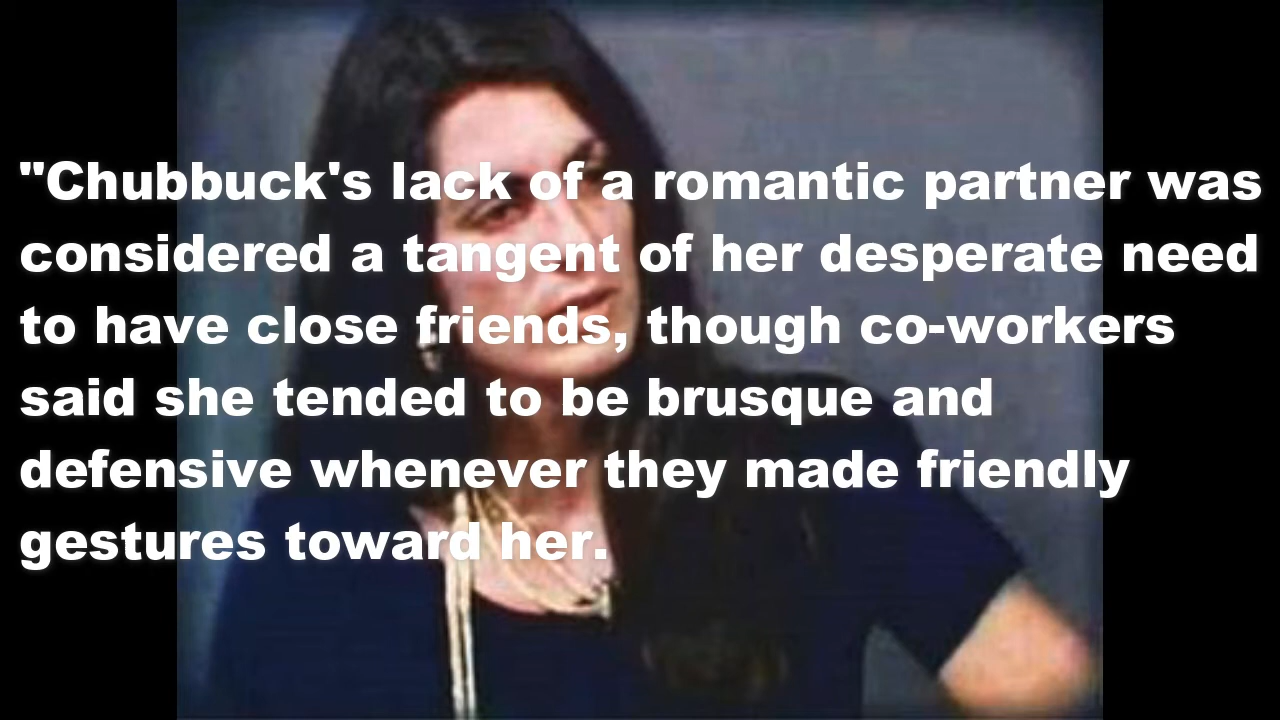 "Chubbuck's lack of a romantic partner was
considered a tangent of her desperate need
to have close friends, though co-workers
said she tended to be brusque and
defensive whenever they made friendly
gestures toward her.